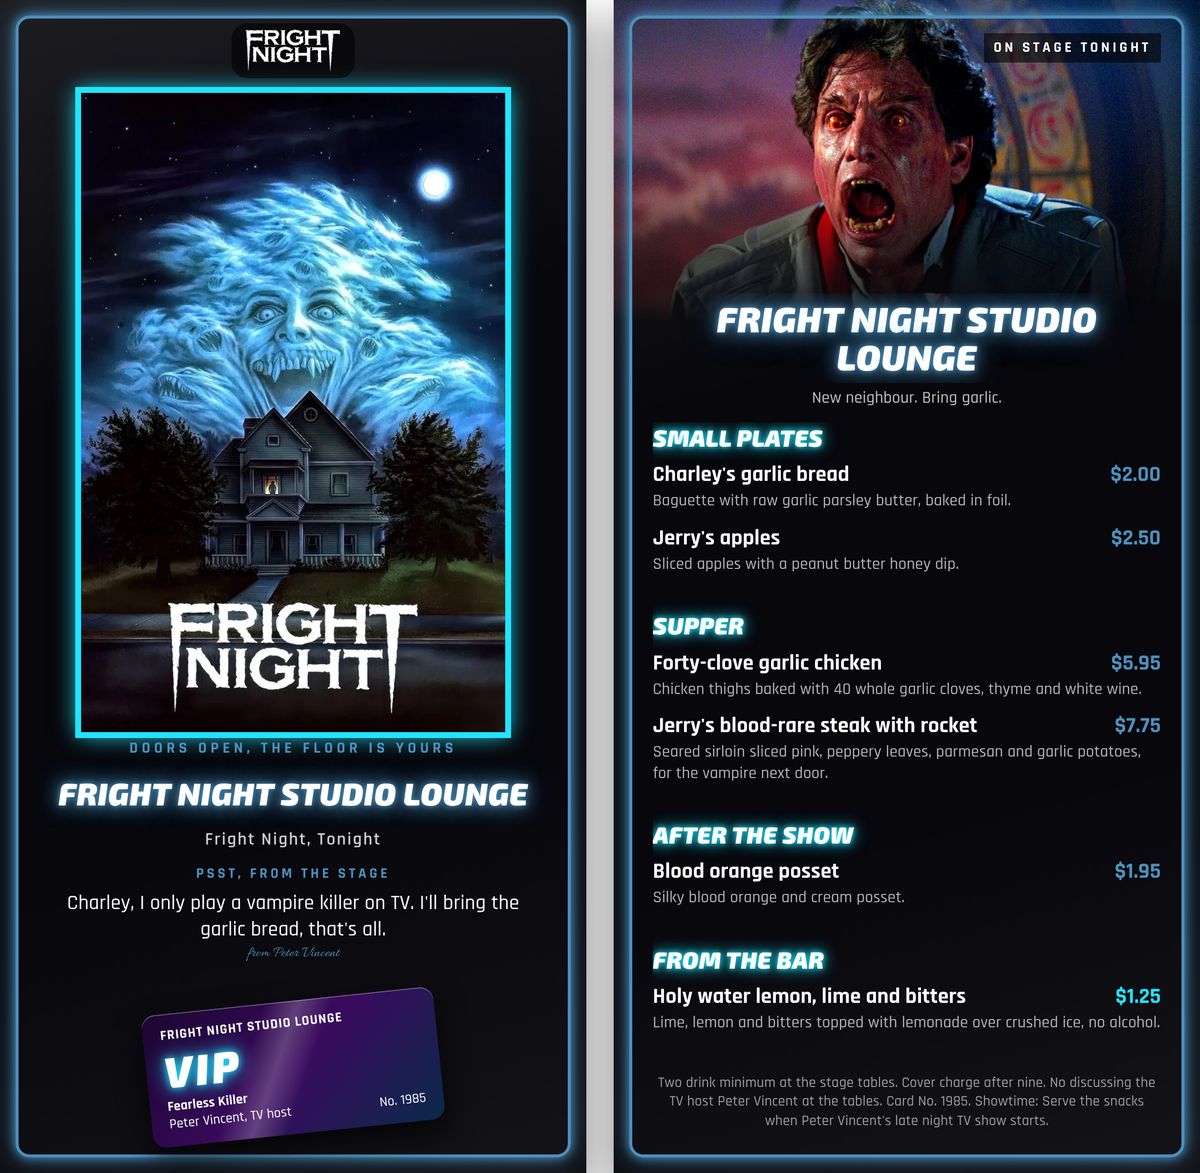 FRIGHT
NIGHT
FRIGHT
NIGHT
DOORS OPEN, THE FLOOR IS YOURS
FRIGHT NIGHT STUDIO LOUNGE
Fright Night, Tonight
PSST, FROM THE STAGE
Charley, I only play a vampire killer on TV. I'll bring the
garlic bread, that's all.
from Peter Vincent
FRIGHT NIGHT STUDIO LOUNGE
VIP
Fearless Killer
Peter Vincent, TV host
No. 1985
ON STAGE TONIGHT
FRIGHT NIGHT STUDIO
LOUNGE
New neighbour. Bring garlic.
SMALL PLATES
Charley's garlic bread $2.00
Baguette with raw garlic parsley butter, baked in foil.
Jerry's apples $2.50
Sliced apples with a peanut butter honey dip.
SUPPER
Forty-clove garlic chicken $5.95
Chicken thighs baked with 40 whole garlic cloves, thyme and white wine.
Jerry's blood-rare steak with rocket $7.75
Seared sirloin sliced pink, peppery leaves, parmesan and garlic potatoes,
for the vampire next door.
AFTER THE SHOW
Blood orange posset $1.95
Silky blood orange and cream posset.
FROM THE BAR
Holy water lemon, lime and bitters $1.25
Lime, lemon and bitters topped with lemonade over crushed ice, no alcohol.
Two drink minimum at the stage tables. Cover charge after nine. No discussing the
TV host Peter Vincent at the tables. Card No. 1985. Showtime: Serve the snacks
when Peter Vincent's late night TV show starts.